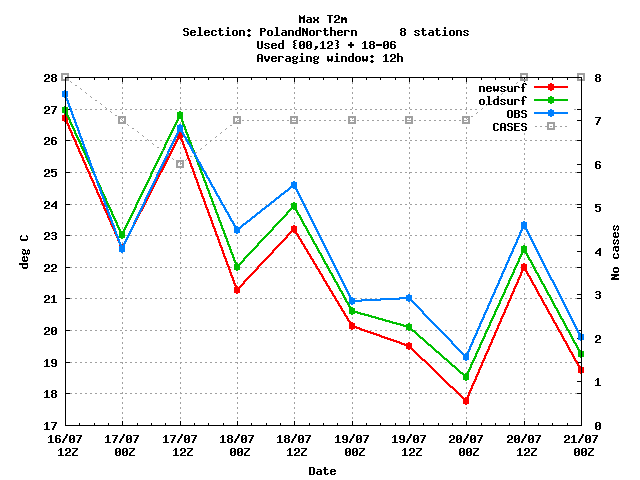 Max T2m
Selection: PolandNorthern 8 stations
Used {00,12} + 18-06
Averaging window: 12h
newsurf
oldsurf
OBS
CASES
28
27
26
25
24
23
22
21
20
19
18
17
deg C
8
7
6
5
4
3
2
1
0
No cases
16/07 17/07 17/07 18/07 18/07 19/07 19/07 20/07 20/07 21/07
12Z 00Z 12Z 00Z 12Z 00Z 12Z 00Z 12Z 00Z
Date